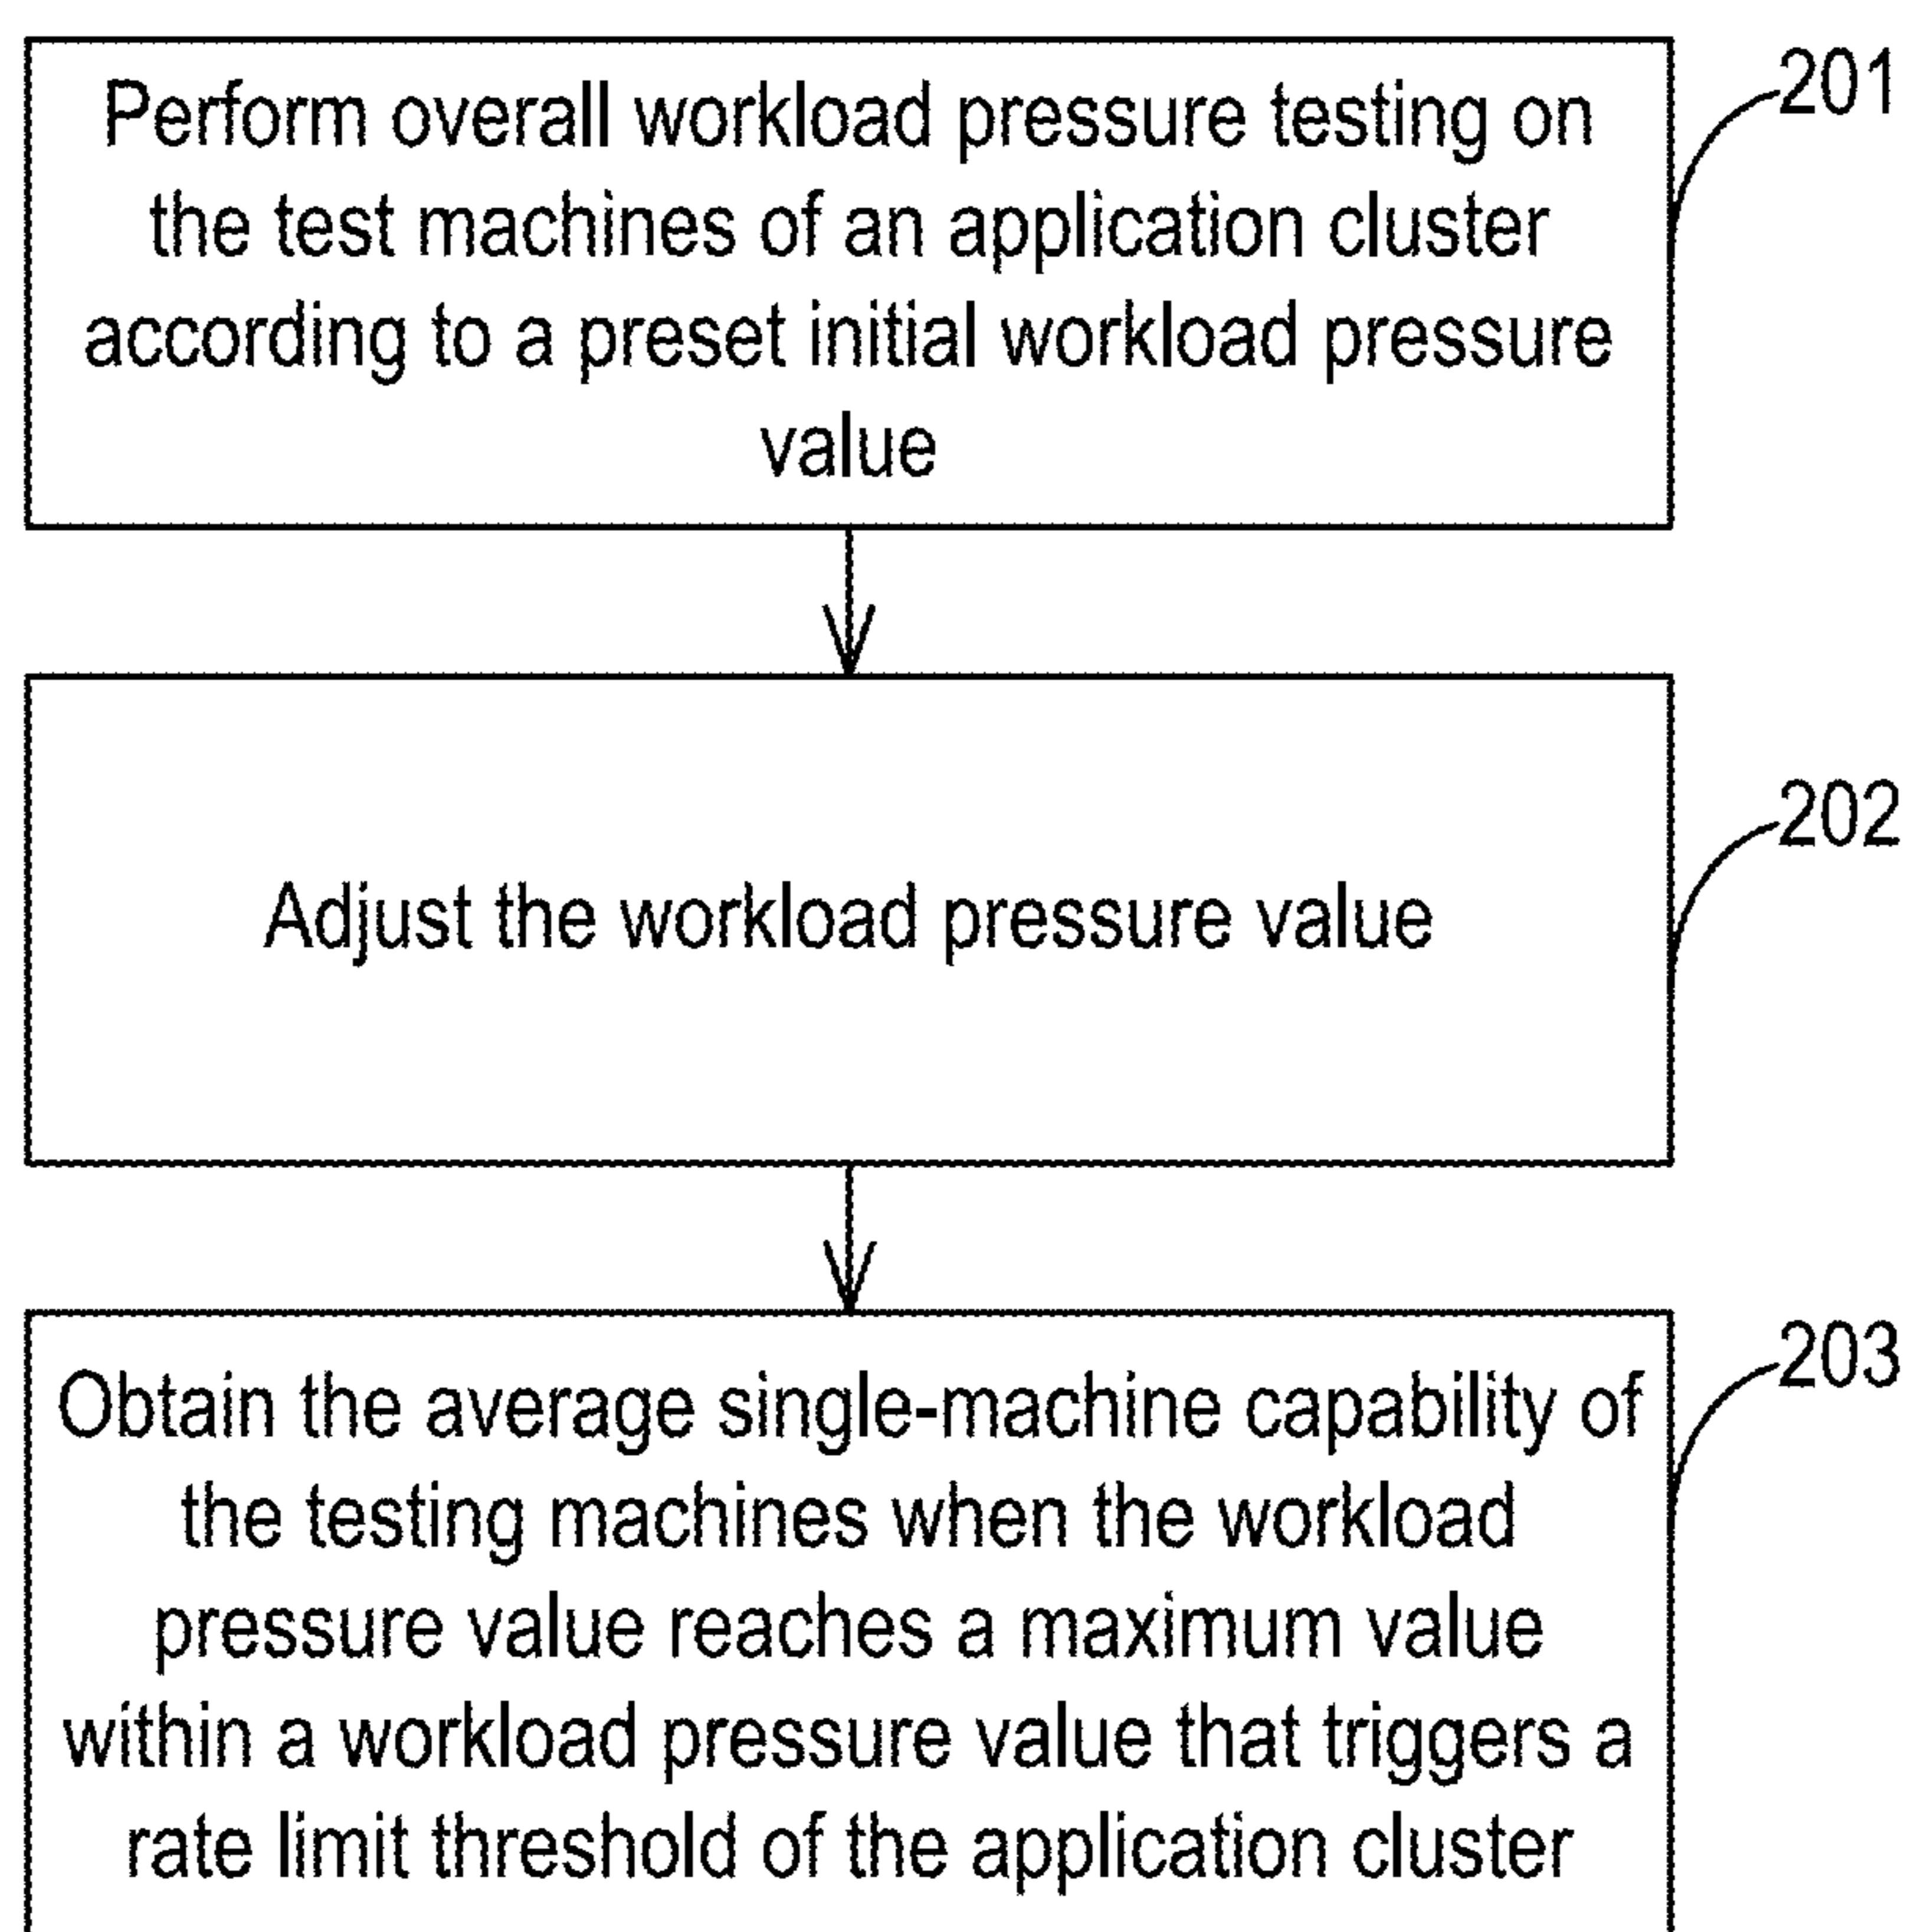 Perform overall workload pressure testing on
the test machines of an application cluster
according to a preset initial workload pressure
value
201
Adjust the workload pressure value
202
Obtain the average single-machine capability of
the testing machines when the workload
pressure value reaches a maximum value
within a workload pressure value that triggers a
rate limit threshold of the application cluster
203